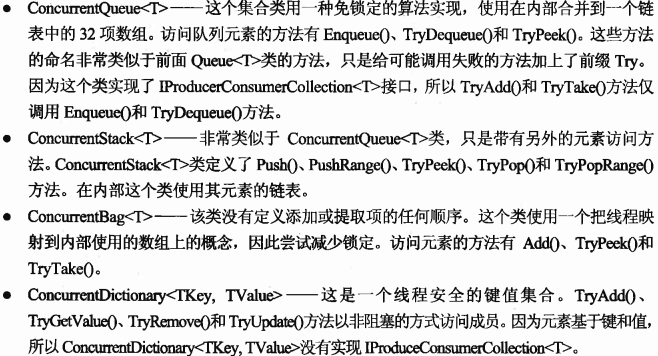 ● ConcurrentQueue<T>——这个集合类用一种免锁定的算法实现，使用在内部合并到一个链
表中的 32 项数组。访问队列元素的方法有 Enqueue()、TryDequeue()和 TryPeek()。这些方法
的命名非常类似于前面 Queue<T>类的方法，只是给可能调用失败的方法加上了前缀 Try。
因为这个类实现了 IProducerConsumerCollection<T>接口，所以 TryAdd()和 TryTake()方法仅
调用 Enqueue()和 TryDequeue()方法。
● ConcurrentStack<T>——非常类似于 ConcurrentQueue<T>类，只是带有另外的元素访问方
法。ConcurrentStack<T>类定义了 Push()、PushRange()、TryPeek()、TryPop()和 TryPopRange()
方法。在内部这个类使用其元素的链表。
● ConcurrentBag<T>——该类没有定义添加或提取项的任何顺序。这个类使用一个把线程映
射到内部使用的数组上的概念，因此尝试减少锁定。访问元素的方法有 Add()、TryPeek()和
TryTake()。
● ConcurrentDictionary<TKey, TValue>——这是一个线程安全的键值集合。TryAdd()、
TryGetValue()、TryRemove()和 TryUpdate()方法以非阻塞的方式访问成员。因为元素基于键和值，
所以 ConcurrentDictionary<TKey, TValue>没有实现 IProduceConsumerCollection<T>。